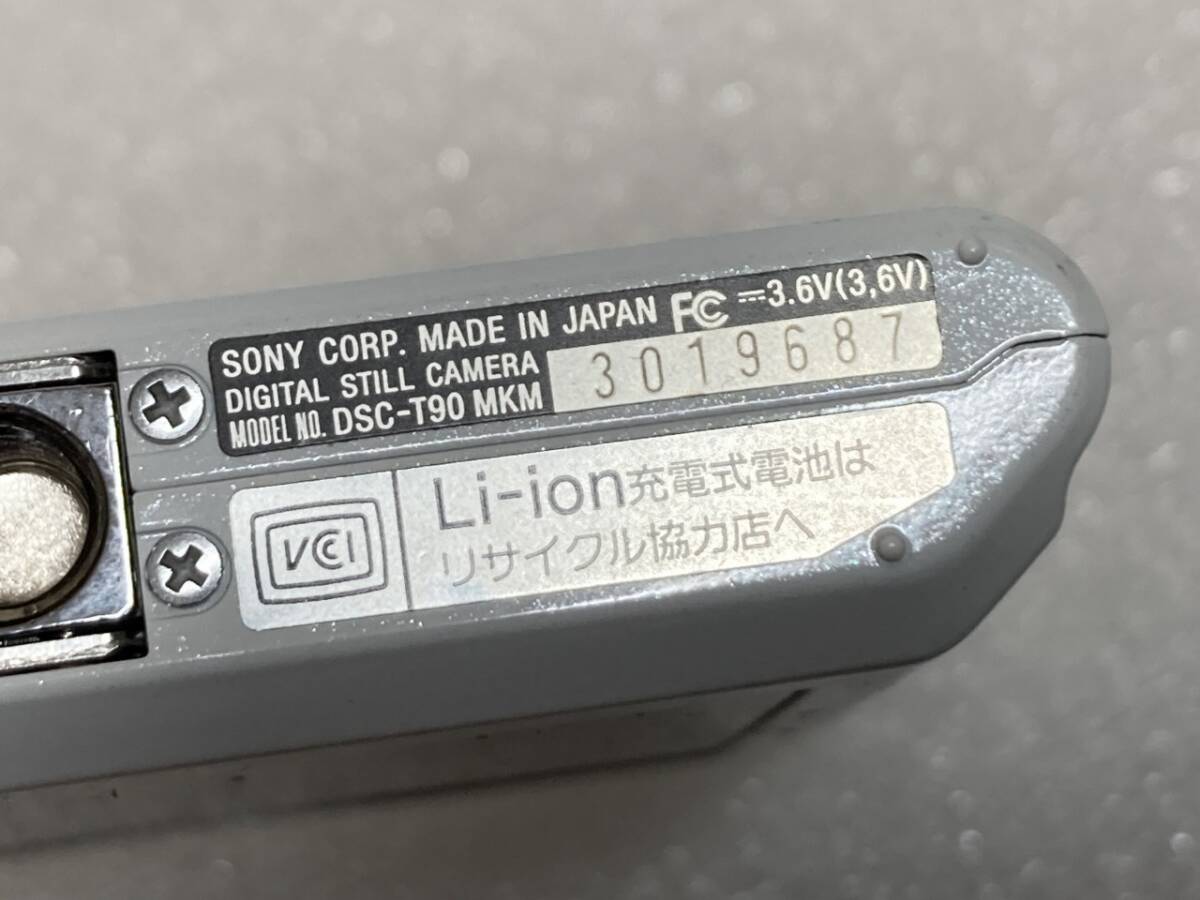 SONY CORP. MADE IN JAPAN FC ⎓3.6V(3,6V)
DIGITAL STILL CAMERA
MODEL NO. DSC-T90 MKM
3019687
VCCI
Li-ion充電式電池は
リサイクル協力店へ